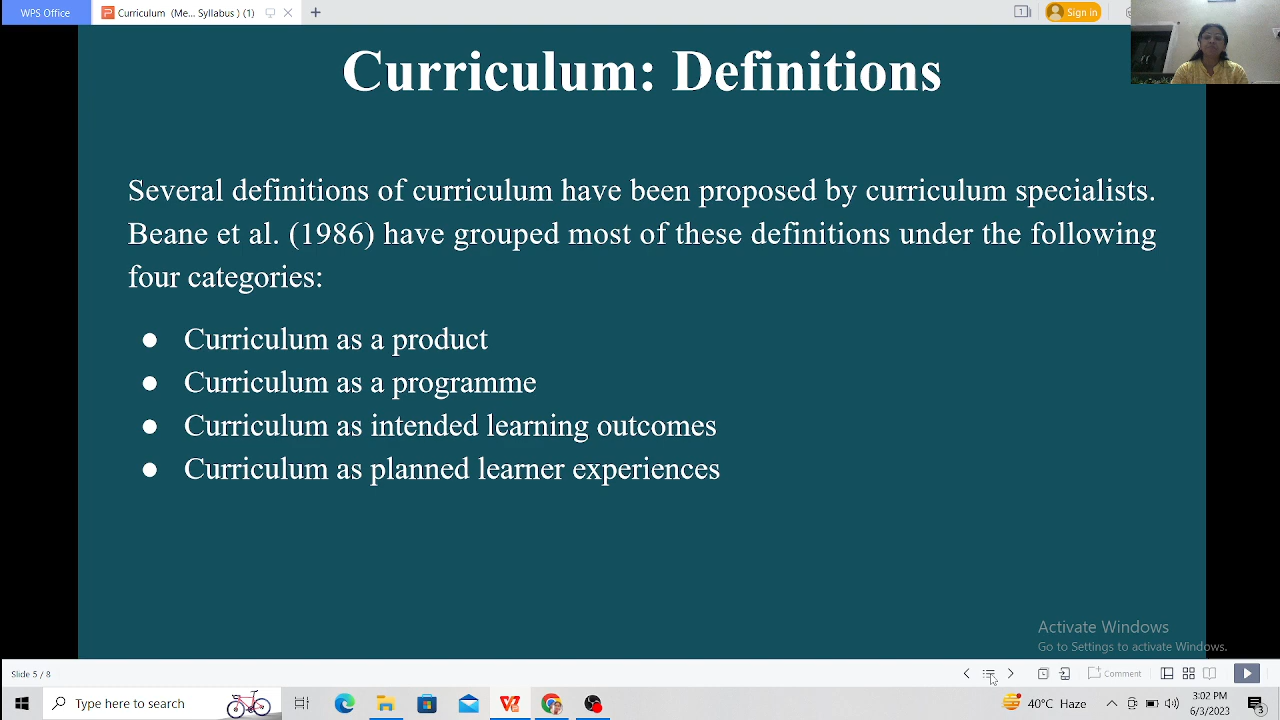 WPS Office
Curriculum (Me... Syllabus ) (1)
1
Sign in
Curriculum: Definitions
Several definitions of curriculum have been proposed by curriculum specialists.
Beane et al. (1986) have grouped most of these definitions under the following
four categories:
● Curriculum as a product
● Curriculum as a programme
● Curriculum as intended learning outcomes
● Curriculum as planned learner experiences
Activate Windows
Go to Settings to activate Windows.
Slide 5 / 8
Comment
Type here to search
40°C Haze
3:07 PM
6/3/2023
3